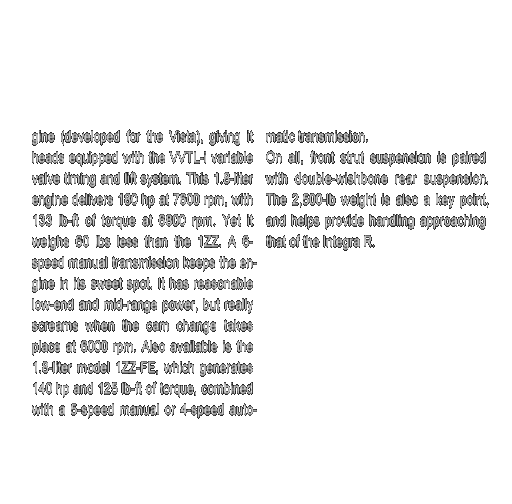 gine (developed for the Vista), giving it
heads equipped with the VVTL-i variable
valve timing and lift system. This 1.8-liter
engine delivers 190 hp at 7600 rpm, with
133 lb-ft of torque at 6800 rpm. Yet it
weighs 60 lbs less than the 1ZZ. A 6-
speed manual transmission keeps the en-
gine in its sweet spot. It has reasonable
low-end and mid-range power, but really
screams when the cam change takes
place at 6000 rpm. Also available is the
1.8-liter model 1ZZ-FE, which generates
140 hp and 125 lb-ft of torque, combined
with a 5-speed manual or 4-speed auto-
matic transmission.
On all, front strut suspension is paired
with double-wishbone rear suspension.
The weight is also a key point,
and helps provide handling approaching
that of the Integra R.